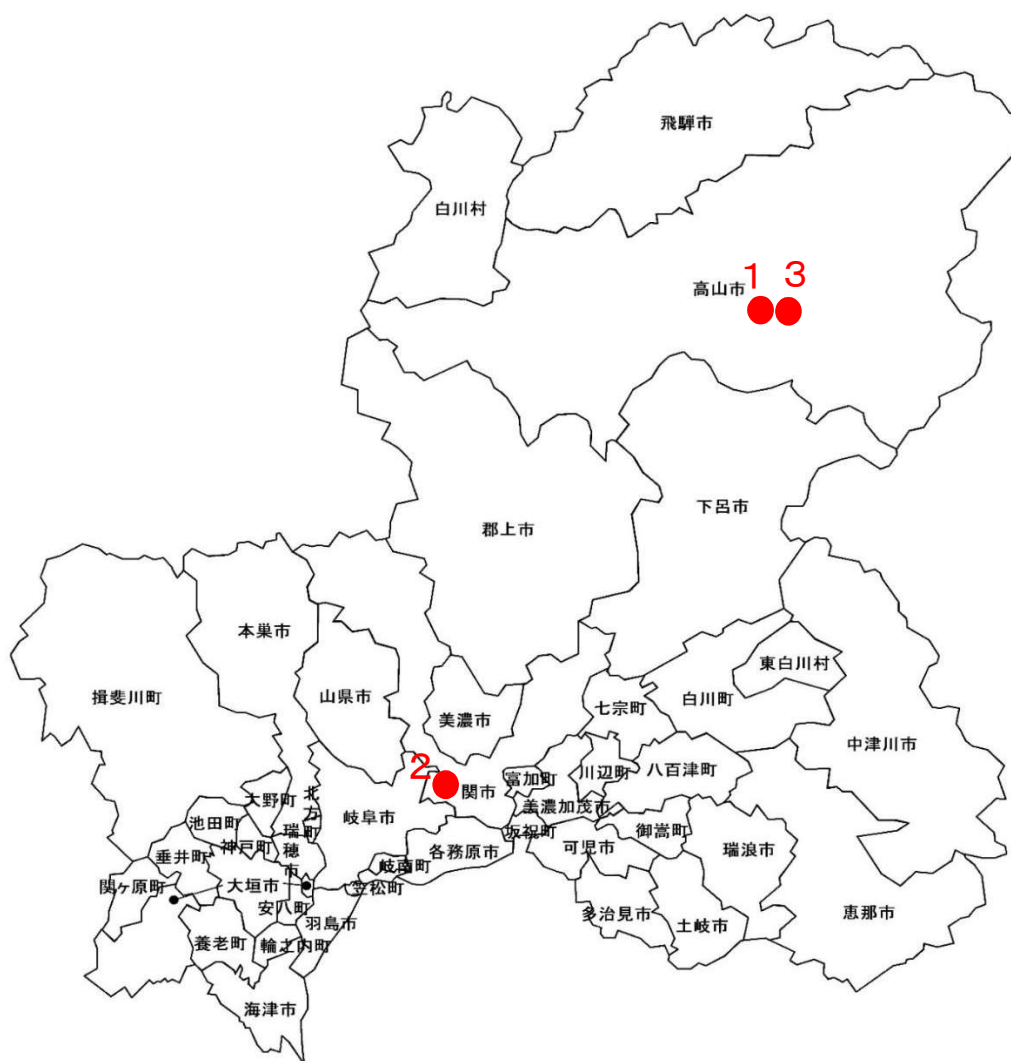 飛騨市
白川村
1
3
高山市
下呂市
郡上市
本巣市
東白川村
揖斐川町
山県市
白川町
七宗町
美濃市
中津川市
2
関市
富加町
川辺町
八百津町
大野町
北方町
岐阜市
美濃加茂市
池田町
瑞穂市
神戸町
坂祝町
御嵩町
垂井町
各務原市
可児市
瑞浪市
岐南町
関ヶ原町
大垣市
笠松町
安八町
羽島市
多治見市
土岐市
恵那市
養老町
輪之内町
海津市